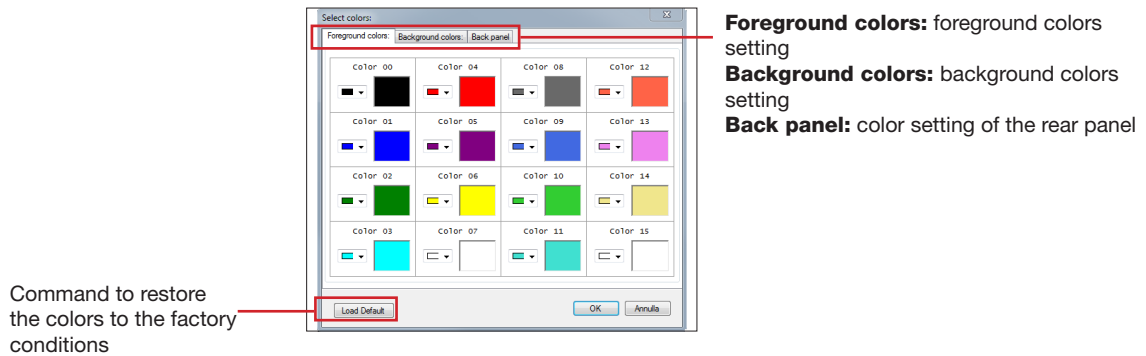 Select colors:
Foreground colors: Background colors: Back panel
Color 00 Color 04 Color 08 Color 12
Color 01 Color 05 Color 09 Color 13
Color 02 Color 06 Color 10 Color 14
Color 03 Color 07 Color 11 Color 15
Load Default OK Annulla
Foreground colors: foreground colors
setting
Background colors: background colors
setting
Back panel: color setting of the rear panel
Command to restore
the colors to the factory
conditions